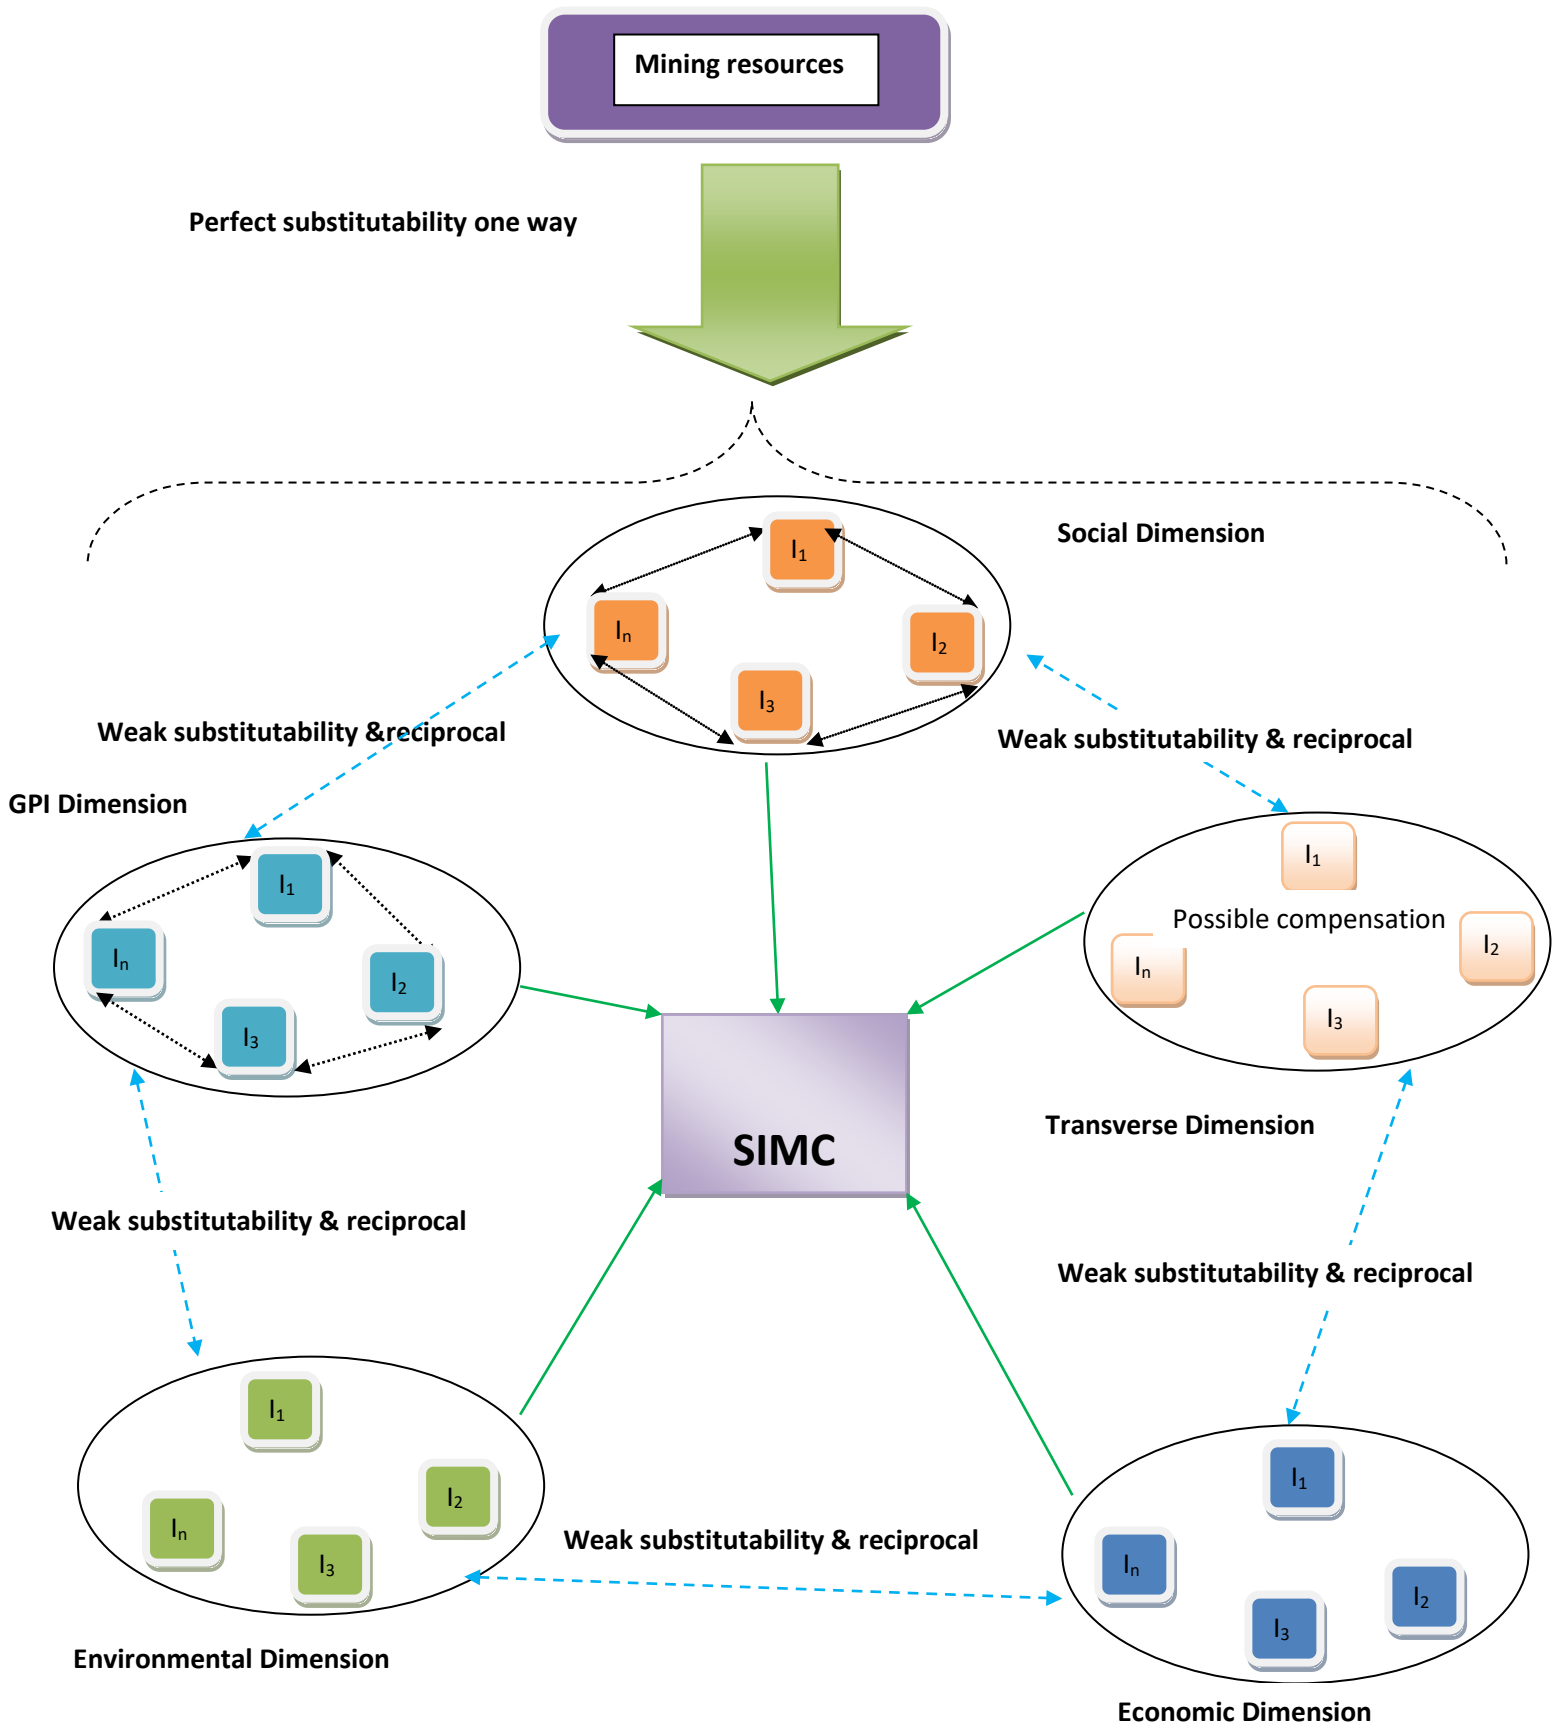 Mining resources
Perfect substitutability one way
Social Dimension
I₁
Iₙ
I₂
I₃
Weak substitutability &reciprocal
Weak substitutability & reciprocal
GPI Dimension
I₁
Iₙ
I₂
I₃
I₁
Possible compensation
Iₙ
I₂
I₃
Transverse Dimension
SIMC
Weak substitutability & reciprocal
Weak substitutability & reciprocal
I₁
I₂
Iₙ
I₃
Weak substitutability & reciprocal
I₁
Iₙ
I₂
I₃
Environmental Dimension
Economic Dimension